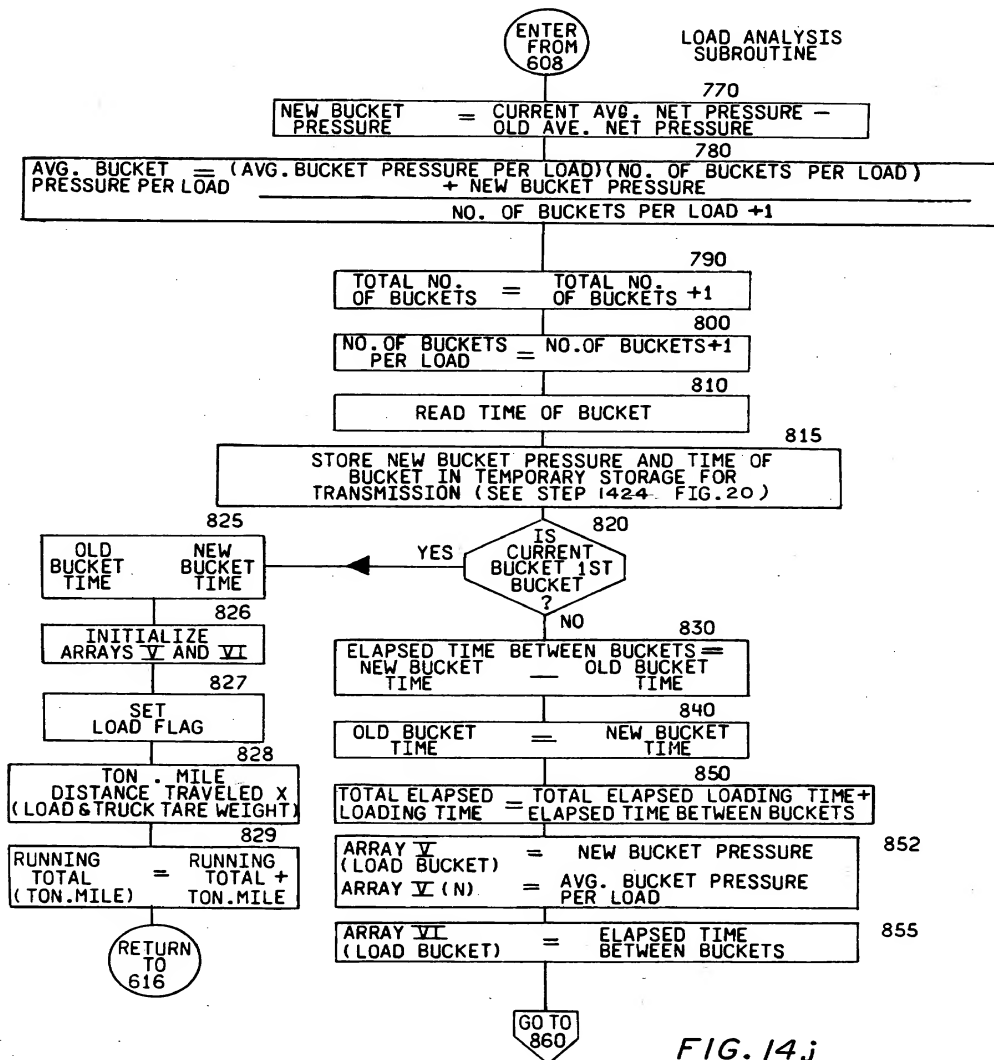 ENTER
FROM
608
LOAD ANALYSIS
SUBROUTINE
770
NEW BUCKET = CURRENT AVG. NET PRESSURE —
PRESSURE OLD AVE. NET PRESSURE
780
AVG. BUCKET = (AVG. BUCKET PRESSURE PER LOAD)(NO. OF BUCKETS PER LOAD)
PRESSURE PER LOAD + NEW BUCKET PRESSURE
NO. OF BUCKETS PER LOAD +1
790
TOTAL NO. = TOTAL NO. +1
OF BUCKETS OF BUCKETS
800
NO. OF BUCKETS = NO. OF BUCKETS+1
PER LOAD
810
READ TIME OF BUCKET
815
STORE NEW BUCKET PRESSURE AND TIME OF
BUCKET IN TEMPORARY STORAGE FOR
TRANSMISSION (SEE STEP 1424 FIG.20)
820
IS
CURRENT
BUCKET 1ST
BUCKET
?
YES
NO
825
OLD NEW
BUCKET BUCKET
TIME TIME
826
INITIALIZE
ARRAYS V AND VI
827
SET
LOAD FLAG
828
TON . MILE
DISTANCE TRAVELED X
(LOAD & TRUCK TARE WEIGHT)
829
RUNNING = RUNNING
TOTAL TOTAL +
(TON.MILE) TON.MILE
RETURN
TO
616
830
ELAPSED TIME BETWEEN BUCKETS =
NEW BUCKET — OLD BUCKET
TIME TIME
840
OLD BUCKET = NEW BUCKET
TIME TIME
850
TOTAL ELAPSED = TOTAL ELAPSED LOADING TIME+
LOADING TIME ELAPSED TIME BETWEEN BUCKETS
852
ARRAY V = NEW BUCKET PRESSURE
(LOAD BUCKET)
ARRAY V (N) = AVG. BUCKET PRESSURE
PER LOAD
855
ARRAY VI = ELAPSED TIME
(LOAD BUCKET) BETWEEN BUCKETS
GO TO
860
FIG. 14j